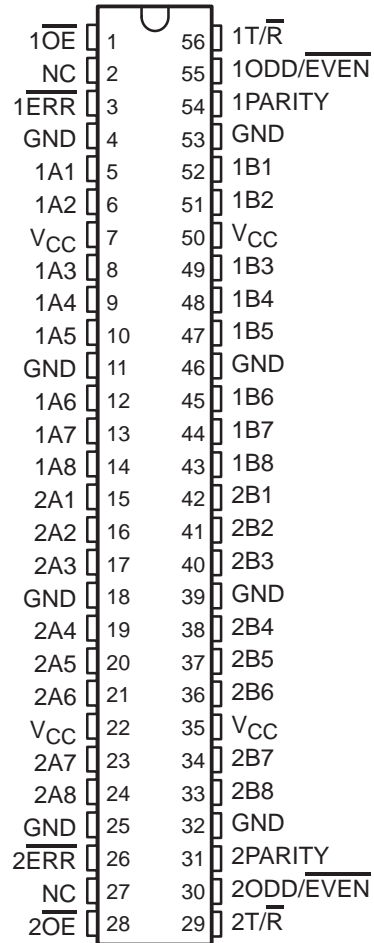 1OE 1 56 1T/R
NC 2 55 1ODD/EVEN
1ERR 3 54 1PARITY
GND 4 53 GND
1A1 5 52 1B1
1A2 6 51 1B2
VCC 7 50 VCC
1A3 8 49 1B3
1A4 9 48 1B4
1A5 10 47 1B5
GND 11 46 GND
1A6 12 45 1B6
1A7 13 44 1B7
1A8 14 43 1B8
2A1 15 42 2B1
2A2 16 41 2B2
2A3 17 40 2B3
GND 18 39 GND
2A4 19 38 2B4
2A5 20 37 2B5
2A6 21 36 2B6
VCC 22 35 VCC
2A7 23 34 2B7
2A8 24 33 2B8
GND 25 32 GND
2ERR 26 31 2PARITY
NC 27 30 2ODD/EVEN
2OE 28 29 2T/R